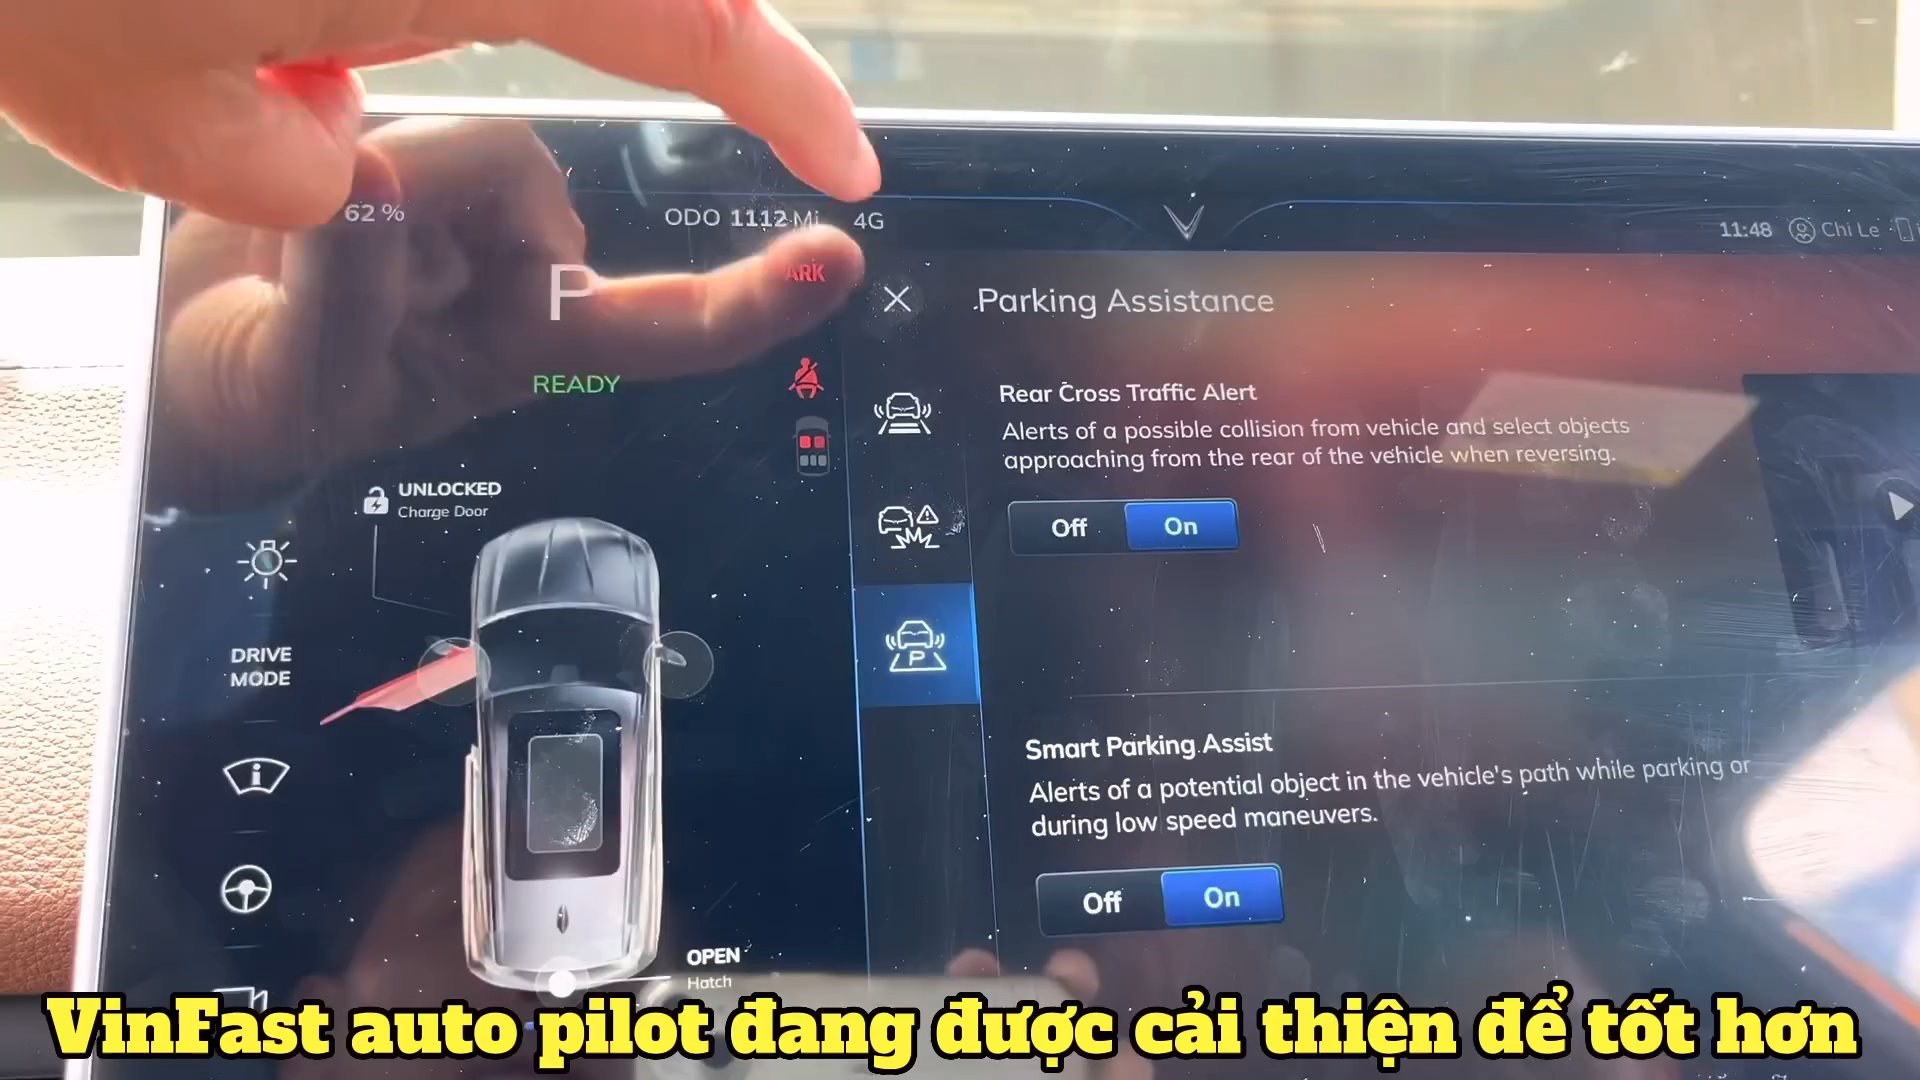 62 %
ODO 1112 Mi
4G
11:48
Chi Le
P
ARK
READY
Parking Assistance
Rear Cross Traffic Alert
Alerts of a possible collision from vehicle and select objects
approaching from the rear of the vehicle when reversing.
Off
On
UNLOCKED
Charge Door
DRIVE
MODE
P
Smart Parking Assist
Alerts of a potential object in the vehicle's path while parking or
during low speed maneuvers.
Off
On
OPEN
Hatch
VinFast auto pilot đang được cải thiện để tốt hơn